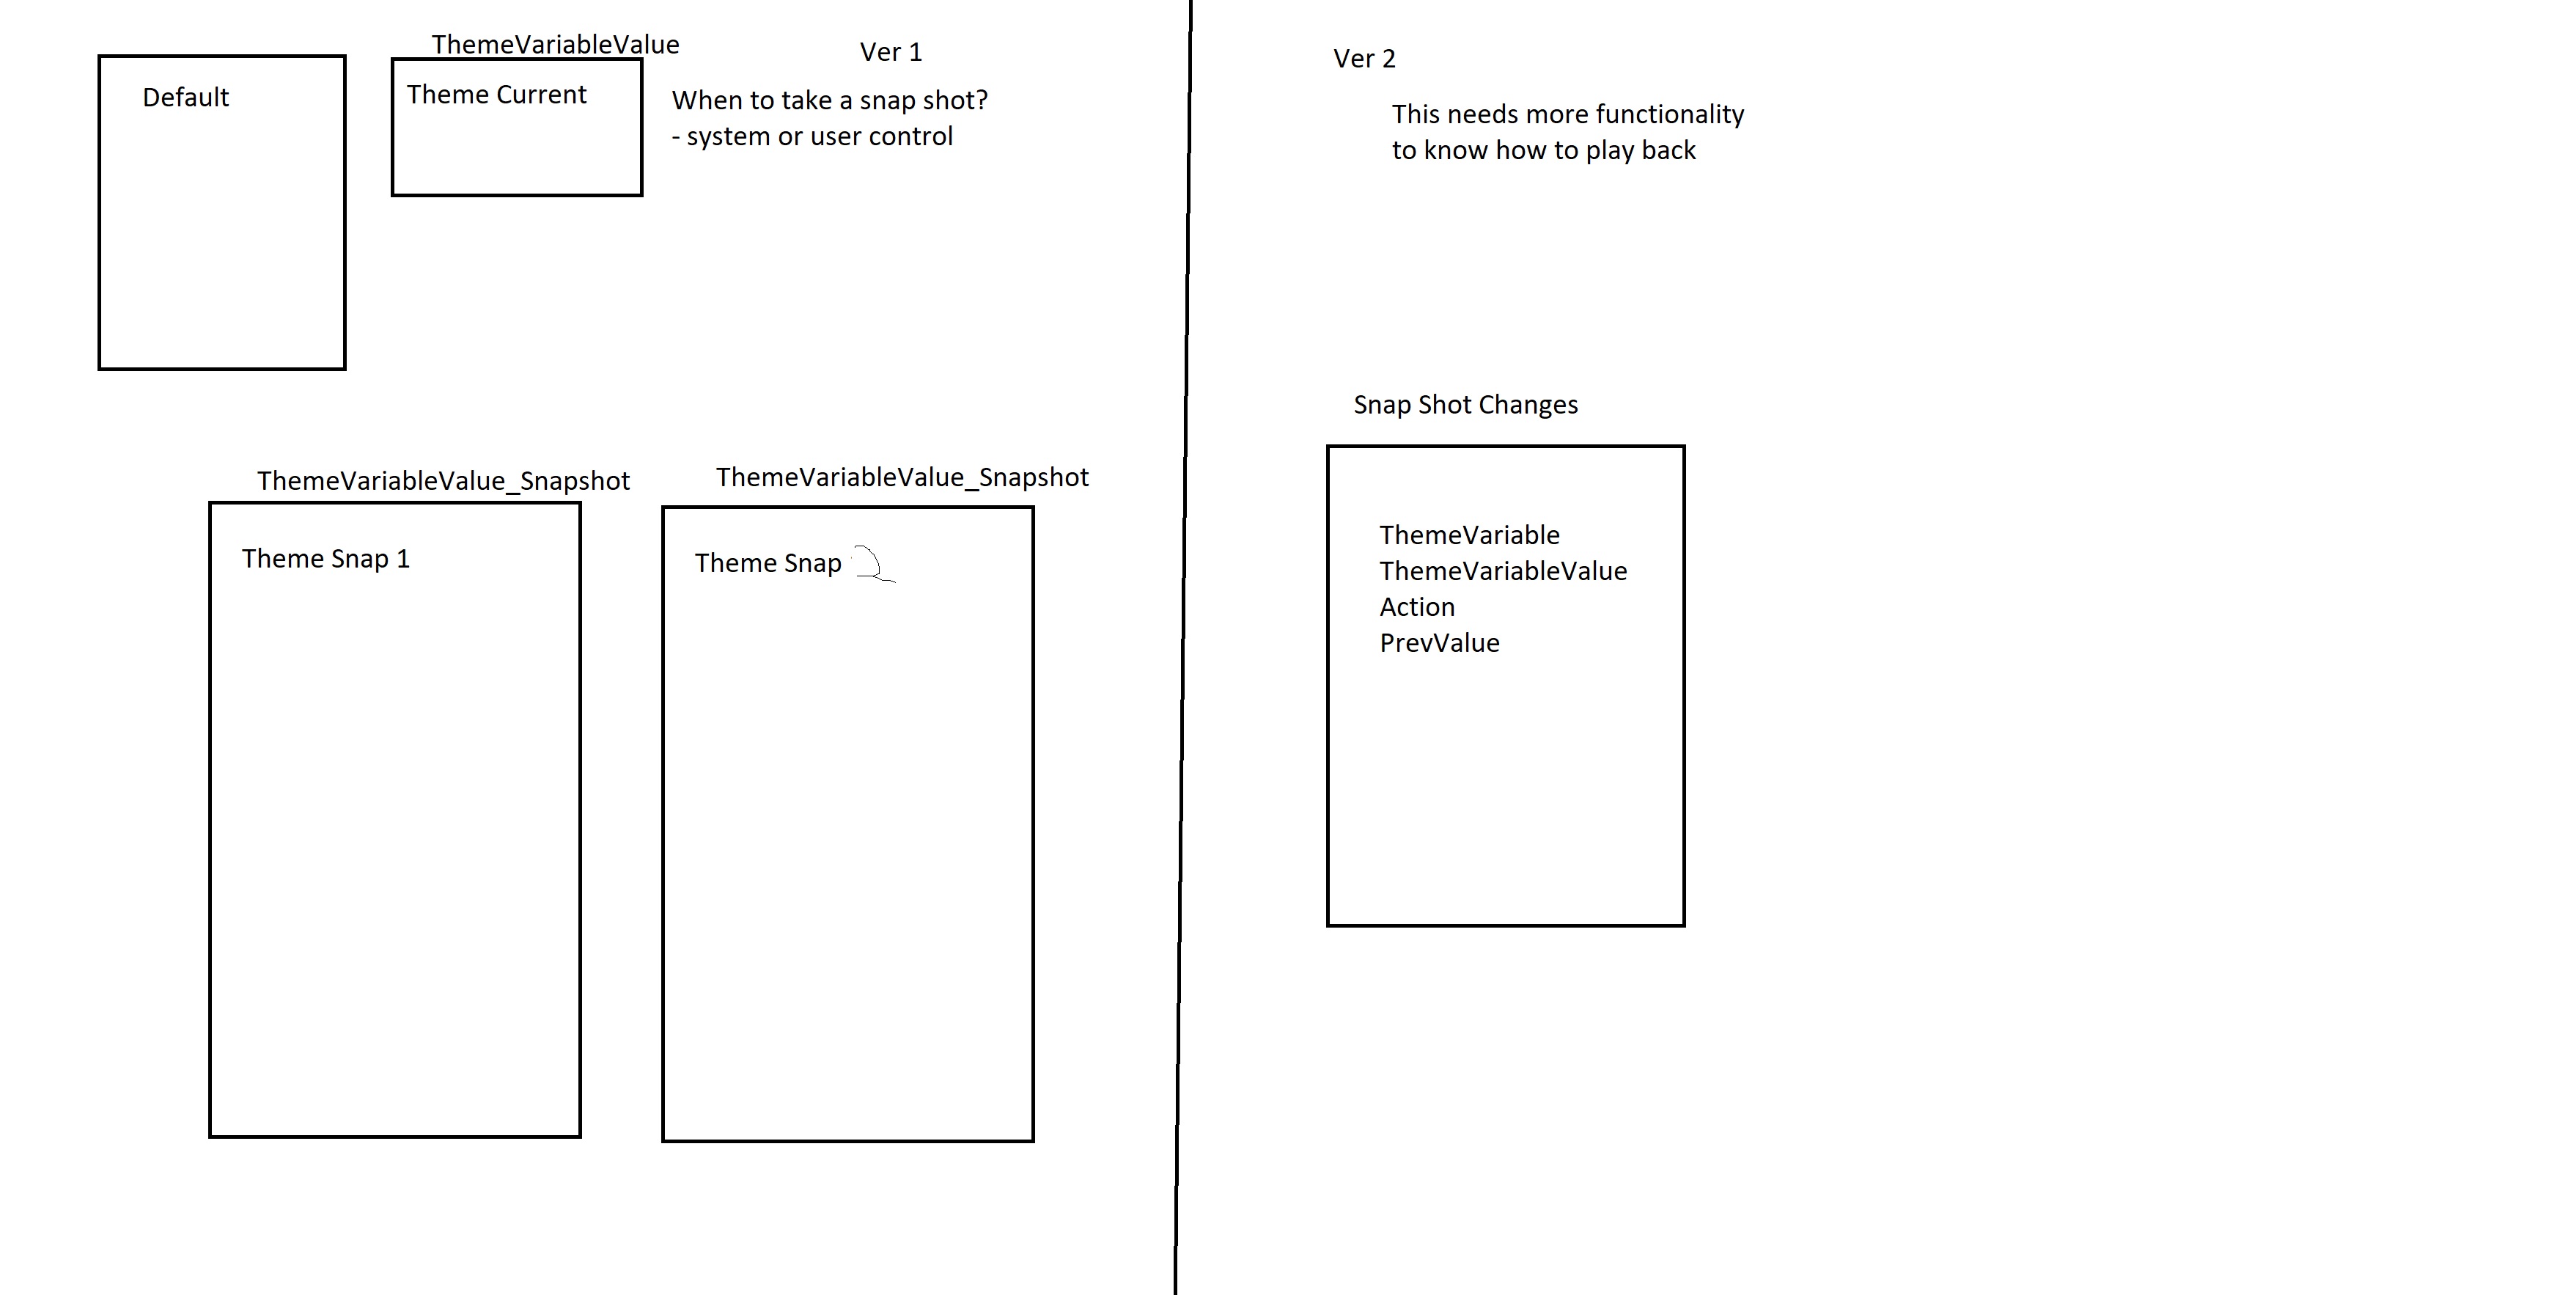 ThemeVariableValue
Default
Theme Current
Ver 1
When to take a snap shot?
- system or user control
ThemeVariableValue_Snapshot
Theme Snap 1
ThemeVariableValue_Snapshot
Theme Snap 2
Ver 2
This needs more functionality
to know how to play back
Snap Shot Changes
ThemeVariable
ThemeVariableValue
Action
PrevValue